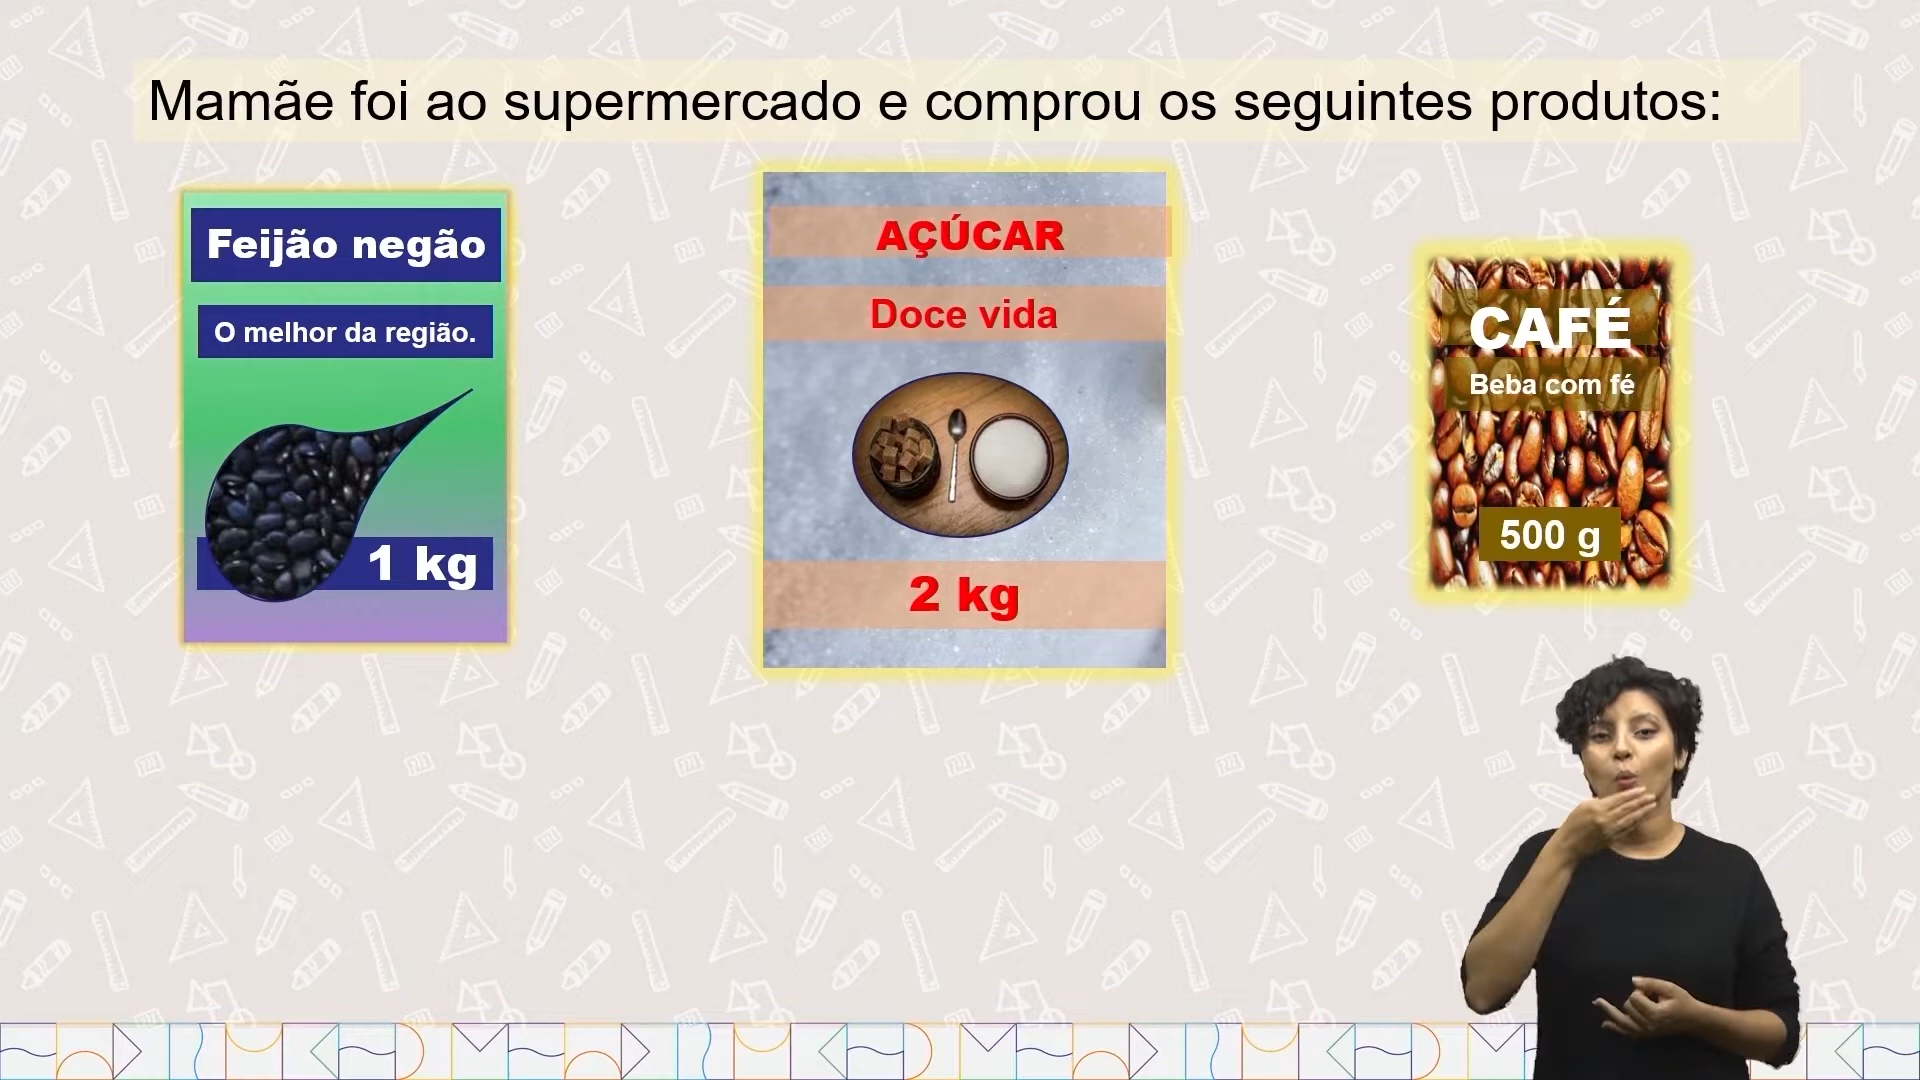 Mamãe foi ao supermercado e comprou os seguintes produtos:
Feijão negão
O melhor da região.
1 kg
AÇÚCAR
Doce vida
2 kg
CAFÉ
Beba com fé
500 g